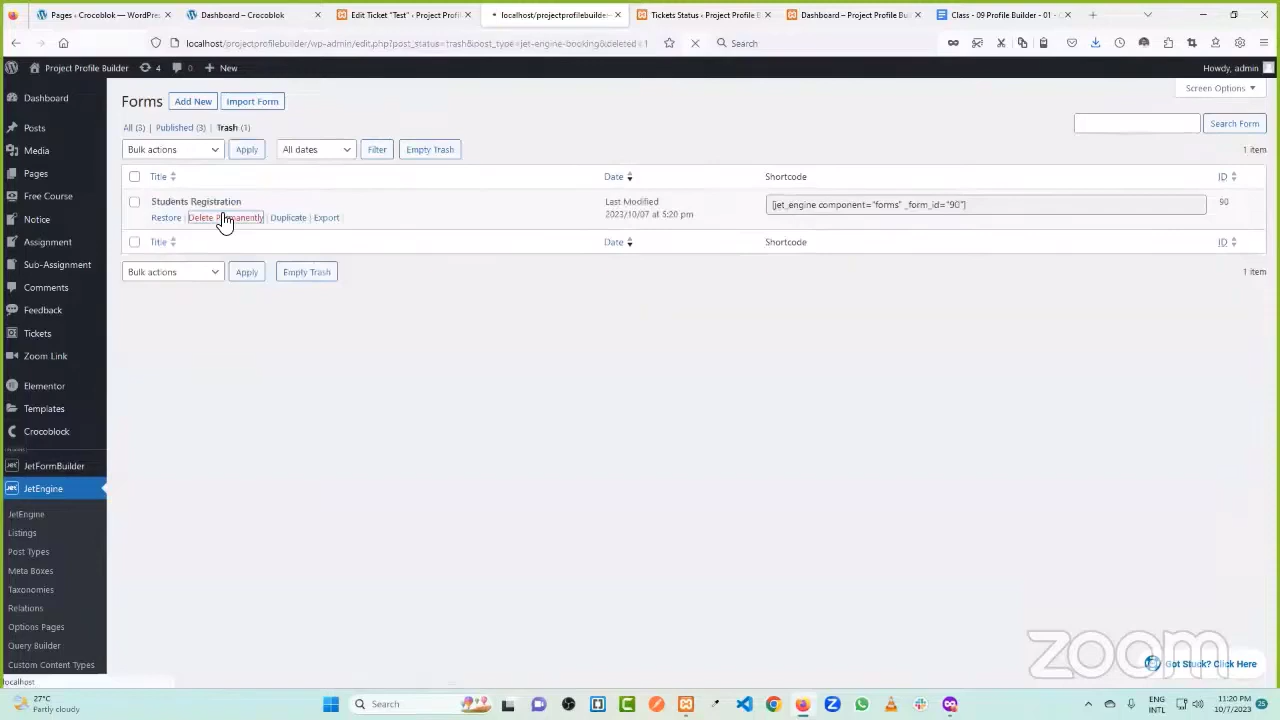 Pages ‹ Crocoblock — WordPres
Dashboard - Crocoblock
Edit Ticket "Test" ‹ Project Profil
localhost/projectprofilebuilde
Tickets Status ‹ Project Profile B
Dashboard ‹ Project Profile Bu
Class - 09 Profile Builder - 01 -
localhost/projectprofilebuilder/wp-admin/edit.php?post_status=trash&post_type=jet-engine-booking&deleted=1
Search
Project Profile Builder
4
0
New
Howdy, admin
Dashboard
Posts
Media
Pages
Free Course
Notice
Assignment
Sub-Assignment
Comments
Feedback
Tickets
Zoom Link
Elementor
Templates
Crocoblock
JetFormBuilder
JetEngine
JetEngine
Listings
Post Types
Meta Boxes
Taxonomies
Relations
Options Pages
Query Builder
Custom Content Types
localhost
Screen Options
Forms
Add New
Import Form
All (3) | Published (3) | Trash (1)
Search Form
Bulk actions
Apply
All dates
Filter
Empty Trash
1 item
Title
Date
Shortcode
ID
Students Registration
Restore | Delete Permanently | Duplicate | Export |
Last Modified
2023/10/07 at 5:20 pm
[jet_engine component="forms" _form_id="90"]
90
Title
Date
Shortcode
ID
Bulk actions
Apply
Empty Trash
1 item
zoom
Got Stuck? Click Here
27°C
Partly cloudy
Search
ENG
INTL
11:20 PM
10/7/2023